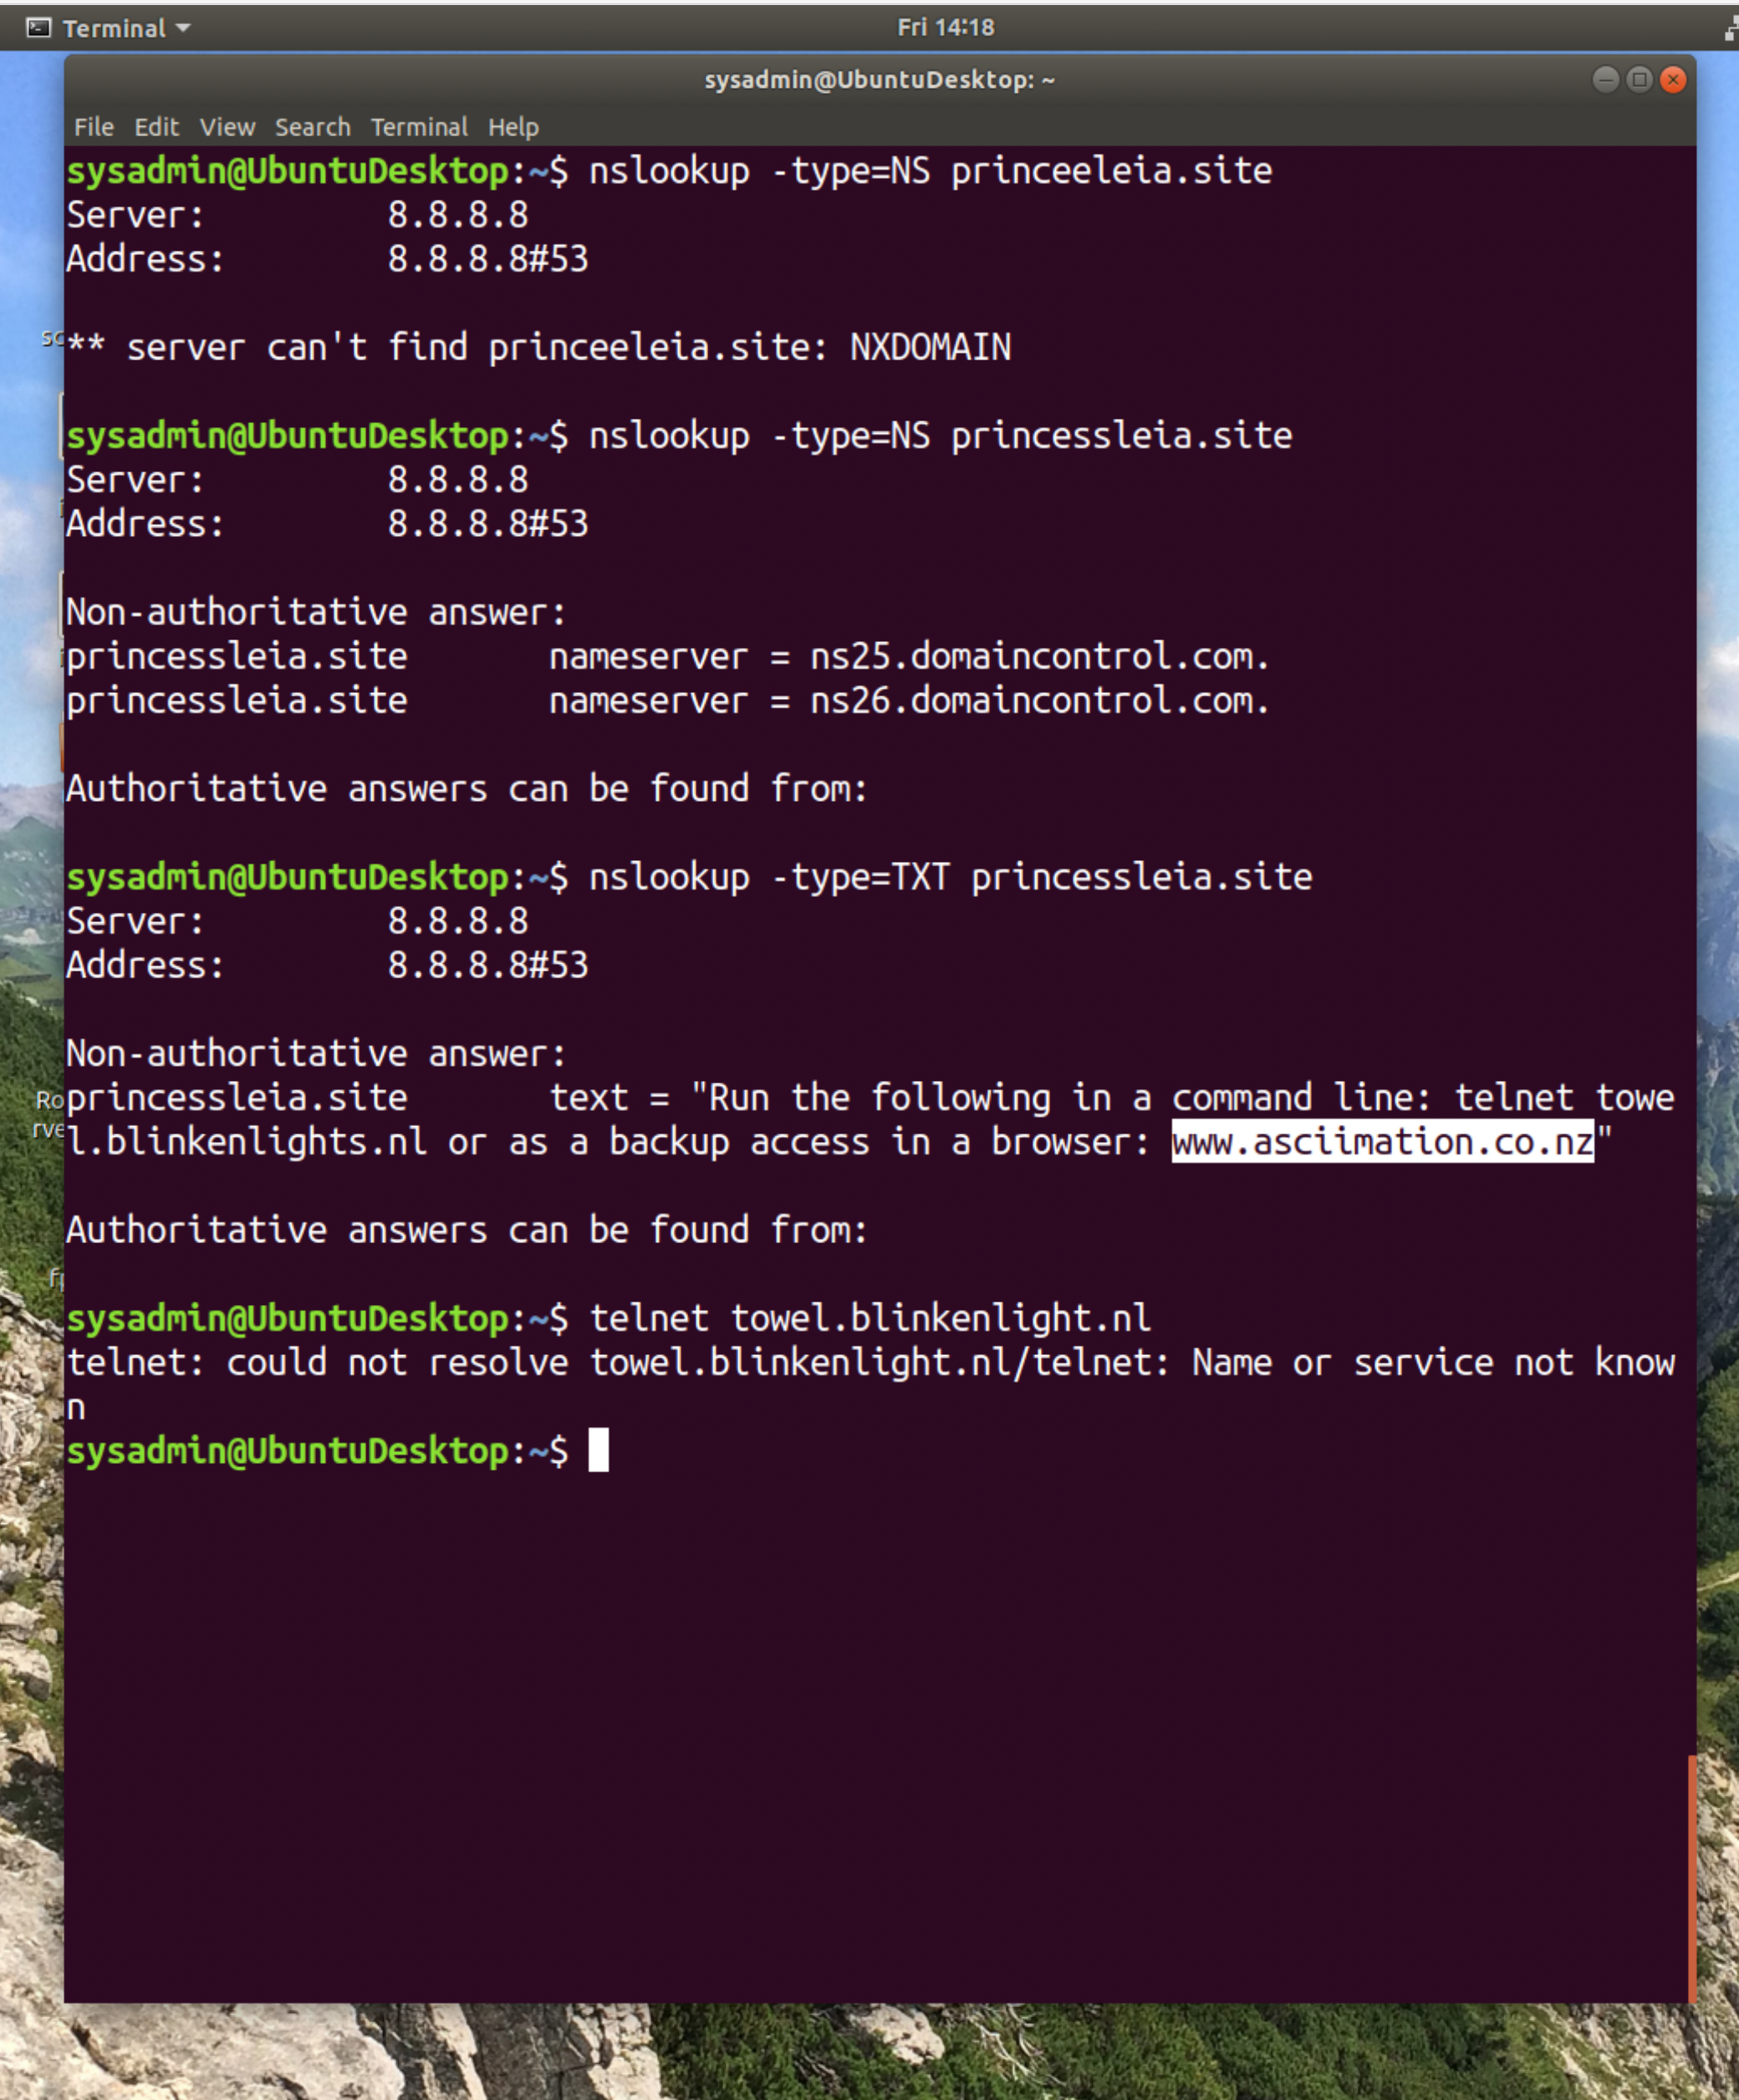 Terminal
Fri 14:18
sysadmin@UbuntuDesktop: ~
File Edit View Search Terminal Help
sysadmin@UbuntuDesktop:~$ nslookup -type=NS princeeleia.site
Server: 8.8.8.8
Address: 8.8.8.8#53
** server can't find princeeleia.site: NXDOMAIN
sysadmin@UbuntuDesktop:~$ nslookup -type=NS princessleia.site
Server: 8.8.8.8
Address: 8.8.8.8#53
Non-authoritative answer:
princessleia.site nameserver = ns25.domaincontrol.com.
princessleia.site nameserver = ns26.domaincontrol.com.
Authoritative answers can be found from:
sysadmin@UbuntuDesktop:~$ nslookup -type=TXT princessleia.site
Server: 8.8.8.8
Address: 8.8.8.8#53
Non-authoritative answer:
princessleia.site text = "Run the following in a command line: telnet towe
l.blinkenlights.nl or as a backup access in a browser: www.asciimation.co.nz"
Authoritative answers can be found from:
sysadmin@UbuntuDesktop:~$ telnet towel.blinkenlight.nl
telnet: could not resolve towel.blinkenlight.nl/telnet: Name or service not know
n
sysadmin@UbuntuDesktop:~$